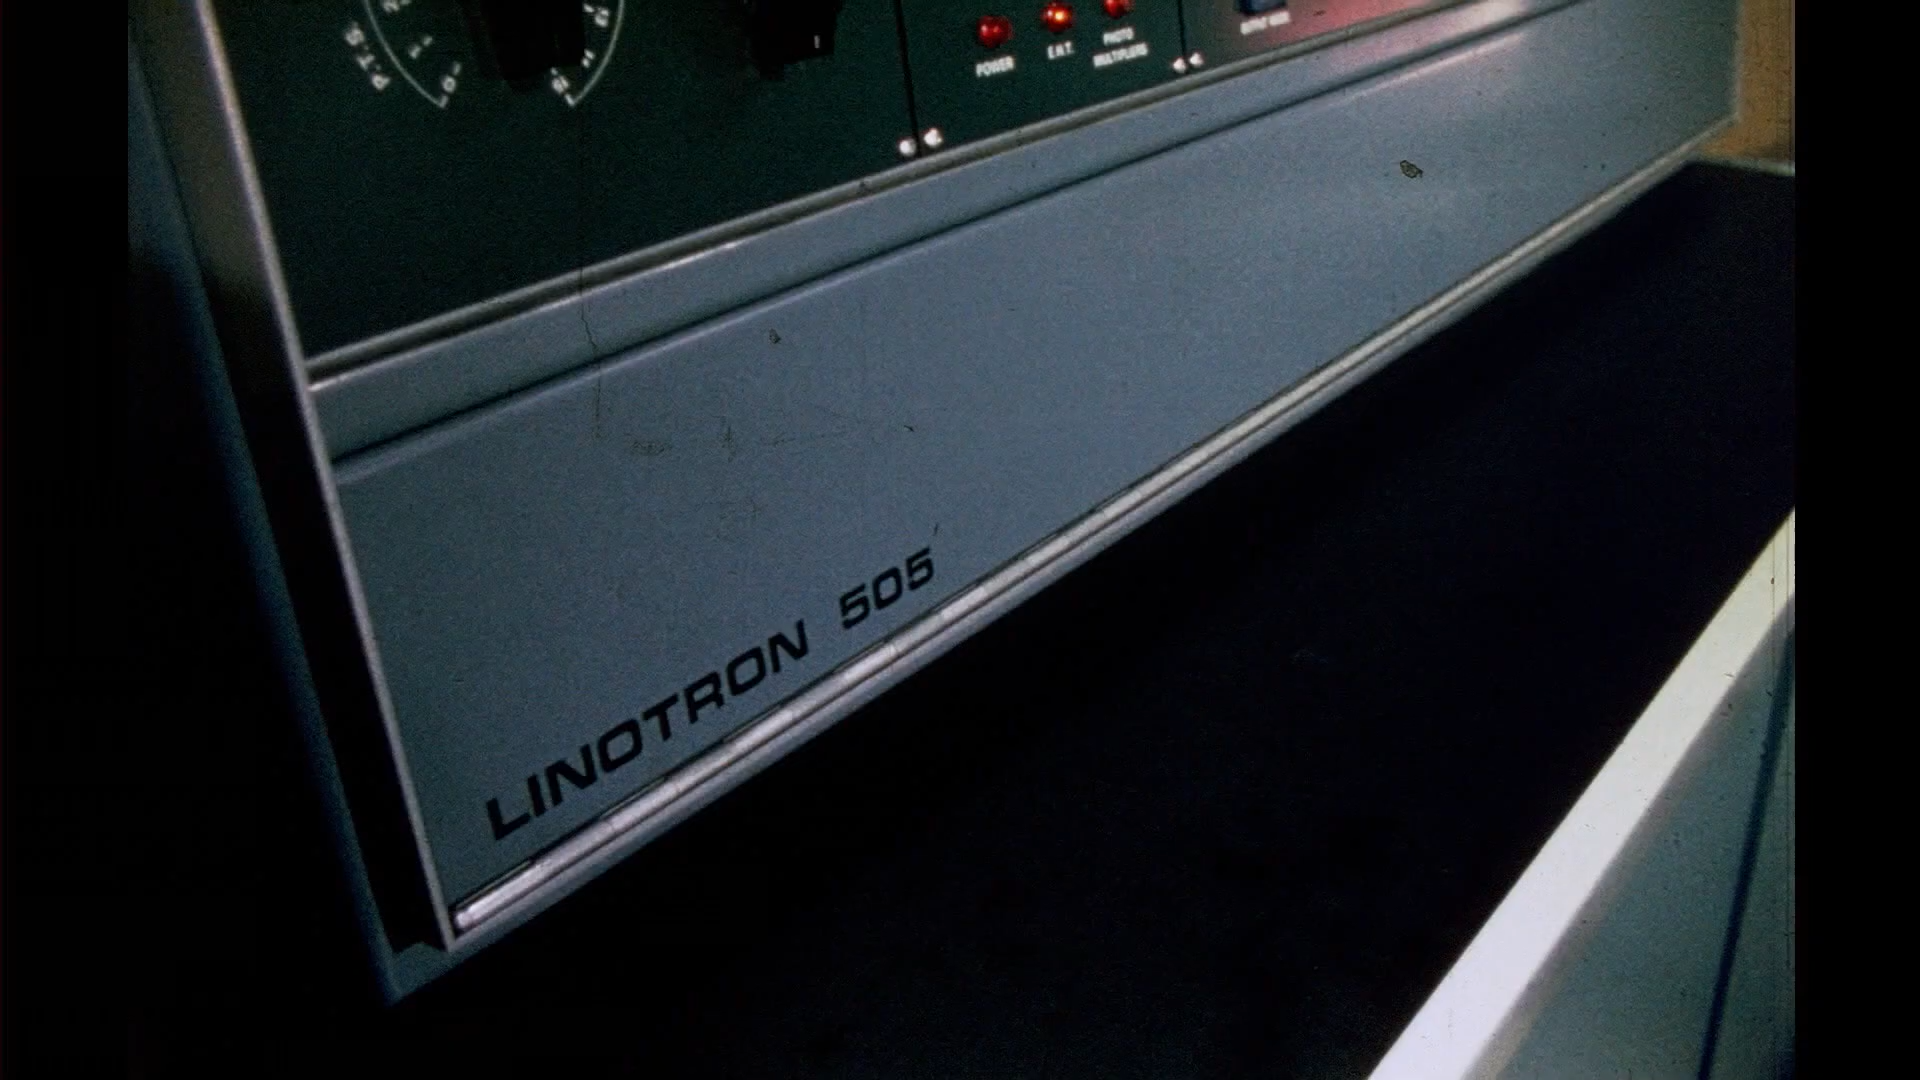 P.T.S.
POWER
E.H.T.
PHOTO
MULTIPLIERS
LINOTRON 505